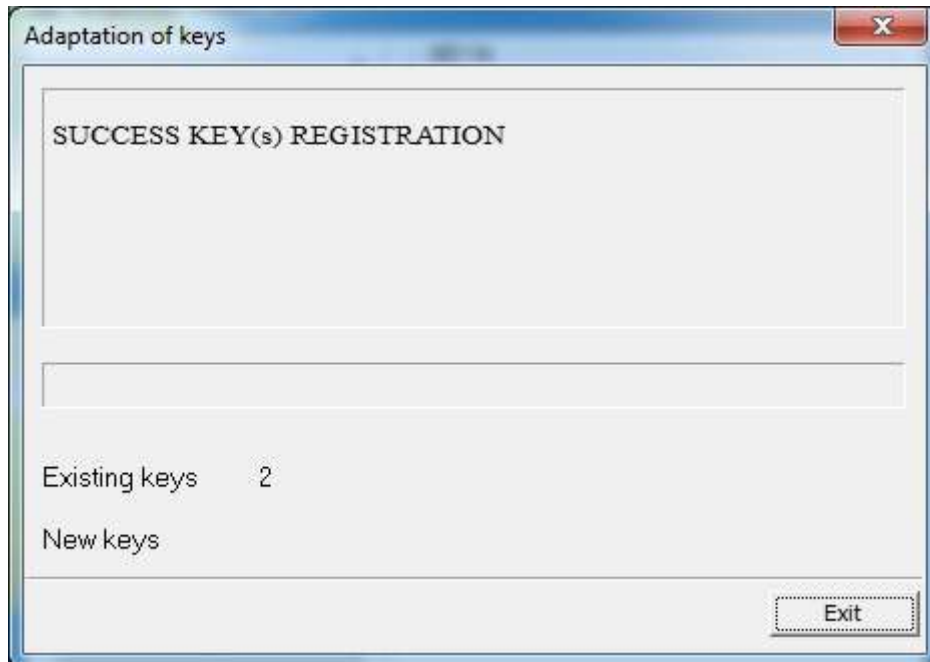 Adaptation of keys
SUCCESS KEY(s) REGISTRATION
Existing keys 2
New keys
Exit